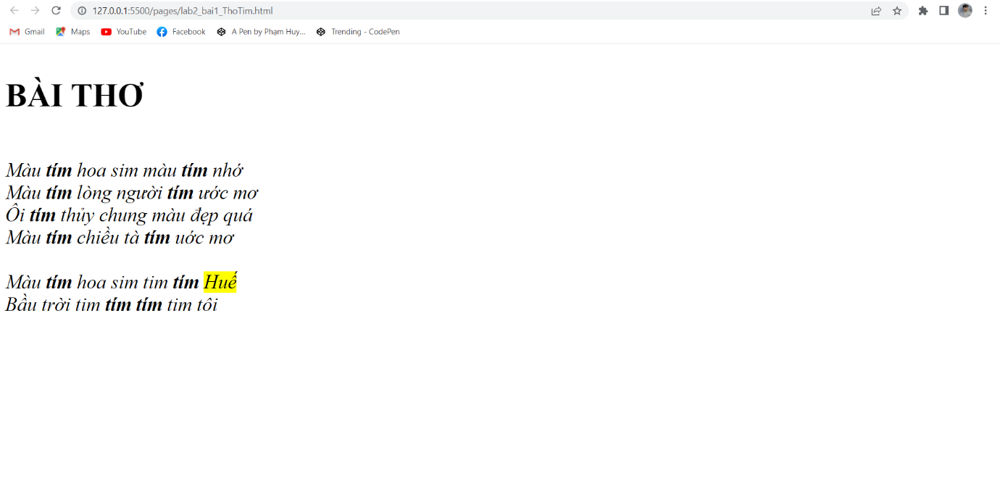 127.0.0.1:5500/pages/lab2_bai1_ThoTim.html
Gmail Maps YouTube Facebook A Pen by Phạm Huy... Trending - CodePen
BÀI THƠ
Màu tím hoa sim màu tím nhớ
Màu tím lòng người tím ước mơ
Ôi tím thủy chung màu đẹp quá
Màu tím chiều tà tím uớc mơ
Màu tím hoa sim tim tím Huế
Bầu trời tim tím tím tim tôi